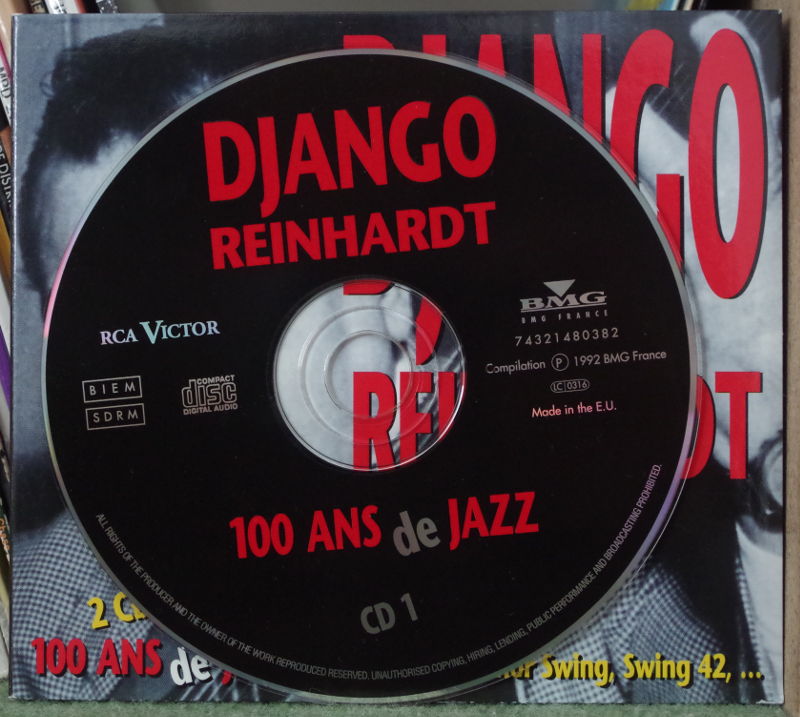 DJANGO
REINHARDT
DJANGO
REINHARDT
RCA VICTOR
BMG
BMG FRANCE
74321480382
Compilation Ⓟ 1992 BMG France
LC 0316
Made in the E.U.
BIEM
SDRM
COMPACT
disc
DIGITAL AUDIO
100 ANS de JAZZ
CD 1
ALL RIGHTS OF THE PRODUCER AND THE OWNER OF THE WORK REPRODUCED RESERVED. UNAUTHORISED COPYING, HIRING, LENDING, PUBLIC PERFORMANCE AND BROADCASTING PROHIBITED.
2 CD
100 ANS de
Swing, Swing 42, ...